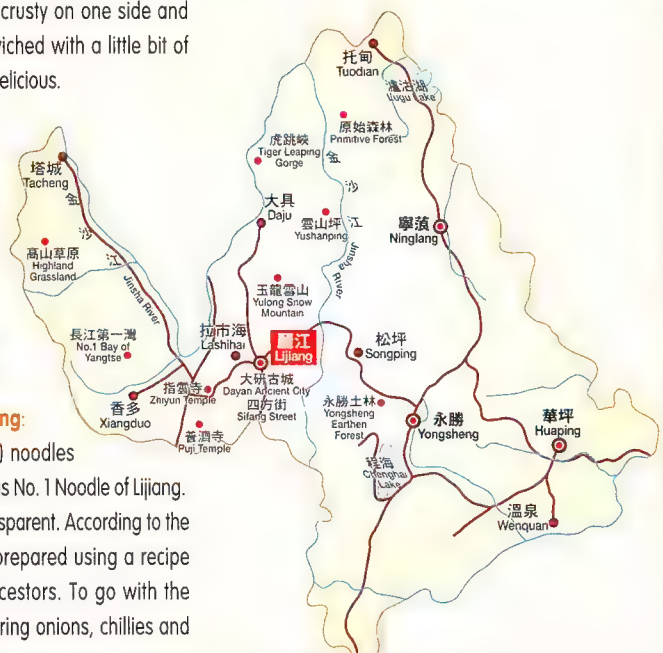 crusty on one side and
riched with a little bit of
elicious.
托甸
Tuodian
瀘沽湖
Lugu Lake
原始森林
Primitive Forest
虎跳峽
Tiger Leaping
Gorge
金
沙
江
Jinsha River
塔城
Tacheng
金
沙
江
Jinsha River
大具
Daju
雲山坪
Yushanping
寧蒗
Ninglang
高山草原
Highland
Grassland
玉龍雪山
Yulong Snow
Mountain
長江第一灣
No.1 Bay of
Yangtse
拉市海
Lashihai
江
Lijiang
松坪
Songping
指雲寺
Zhiyun Temple
大研古城
Dayan Ancient City
四方街
Sifang Street
香多
Xiangduo
普濟寺
Puji Temple
永勝土林
Yongsheng
Earthen
Forest
永勝
Yongsheng
華坪
Huaping
程海
Chenghai
Lake
溫泉
Wenquan
ng:
) noodles
s No. 1 Noodle of Lijiang.
sparent. According to the
prepared using a recipe
cestors. To go with the
ring onions, chillies and